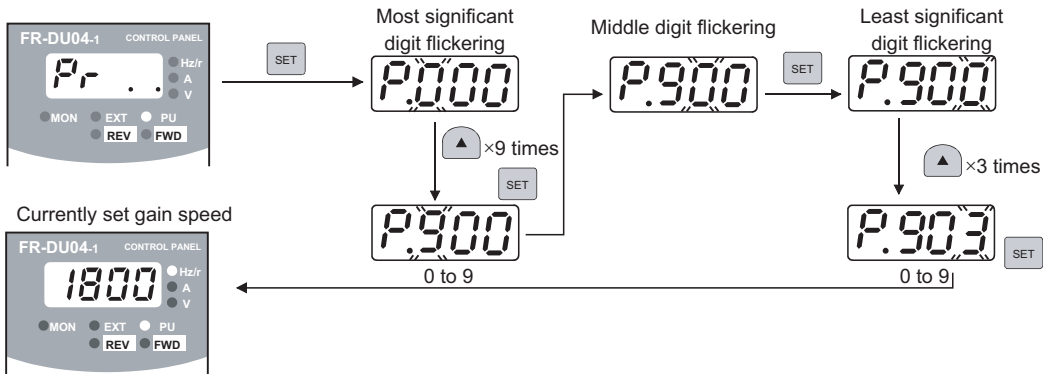 FR-DU04-1 CONTROL PANEL
Pr . .
Hz/r
A
V
MON EXT PU
REV FWD
SET
Most significant
digit flickering
P.000
▲ ×9 times
SET
P.900
0 to 9
Middle digit flickering
P.900
SET
Least significant
digit flickering
P.900
▲ ×3 times
P.903
SET
0 to 9
Currently set gain speed
FR-DU04-1 CONTROL PANEL
1800
Hz/r
A
V
MON EXT PU
REV FWD